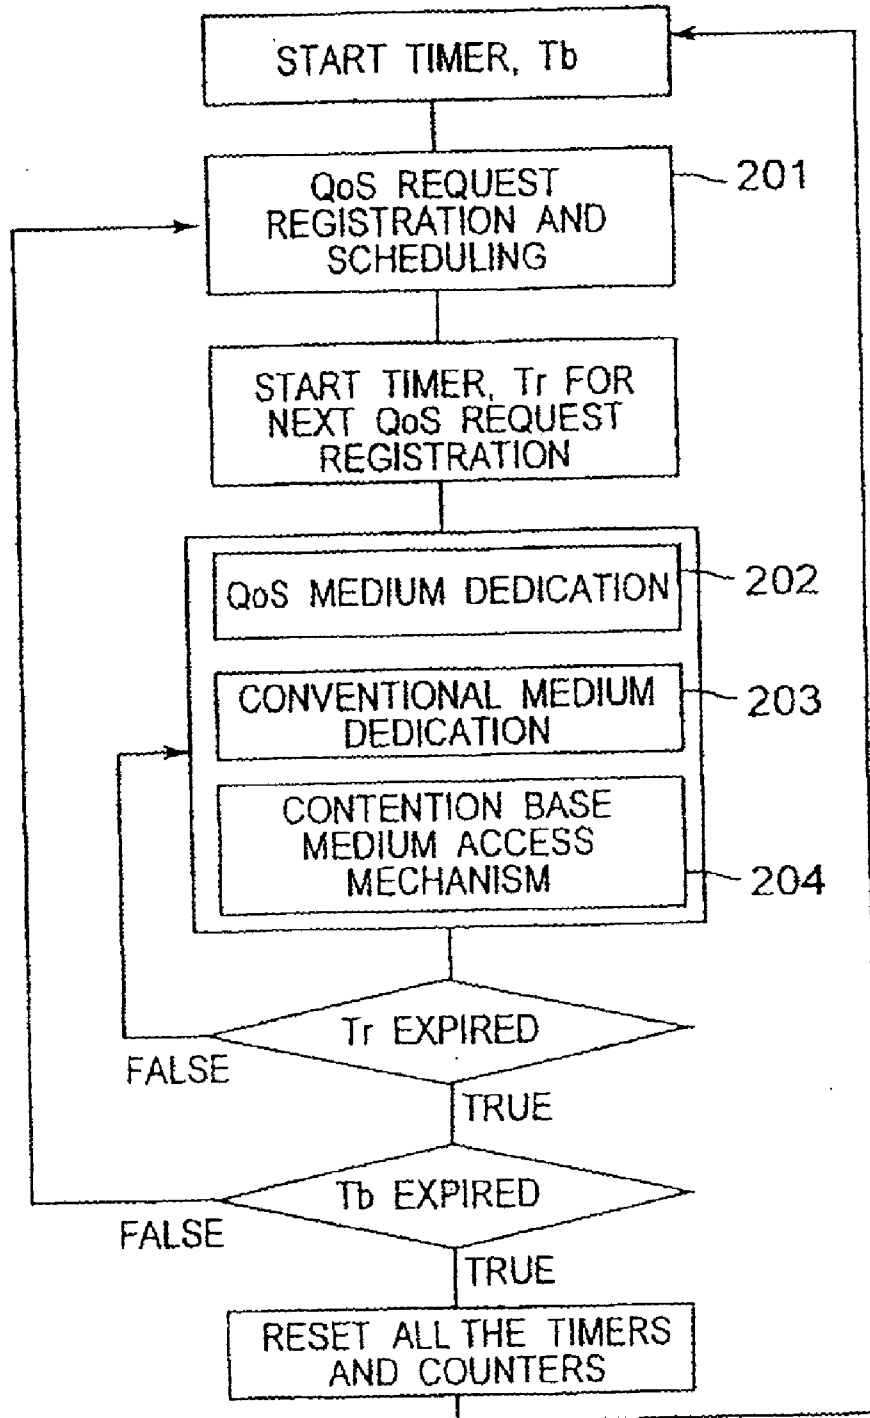 START TIMER, Tb
QoS REQUEST
REGISTRATION AND
SCHEDULING
201
START TIMER, Tr FOR
NEXT QoS REQUEST
REGISTRATION
QoS MEDIUM DEDICATION
202
CONVENTIONAL MEDIUM
DEDICATION
203
CONTENTION BASE
MEDIUM ACCESS
MECHANISM
204
Tr EXPIRED
FALSE
TRUE
Tb EXPIRED
FALSE
TRUE
RESET ALL THE TIMERS
AND COUNTERS